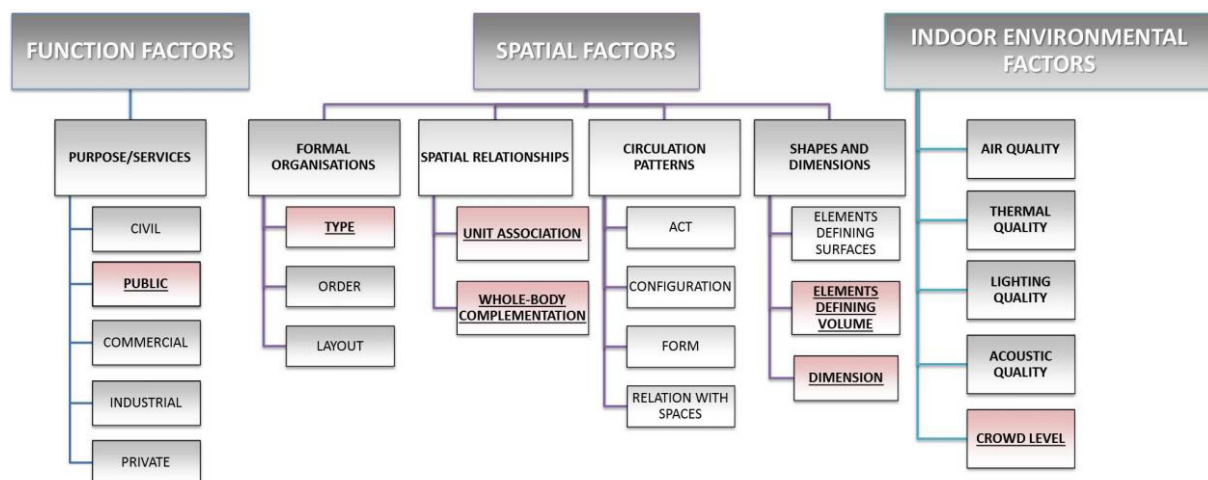 FUNCTION FACTORS
PURPOSE/SERVICES
CIVIL
PUBLIC
COMMERCIAL
INDUSTRIAL
PRIVATE
SPATIAL FACTORS
FORMAL
ORGANISATIONS
TYPE
ORDER
LAYOUT
SPATIAL RELATIONSHIPS
UNIT ASSOCIATION
WHOLE-BODY
COMPLEMENTATION
CIRCULATION
PATTERNS
ACT
CONFIGURATION
FORM
RELATION WITH
SPACES
SHAPES AND
DIMENSIONS
ELEMENTS
DEFINING
SURFACES
ELEMENTS
DEFINING
VOLUME
DIMENSION
INDOOR ENVIRONMENTAL
FACTORS
AIR QUALITY
THERMAL
QUALITY
LIGHTING
QUALITY
ACOUSTIC
QUALITY
CROWD LEVEL